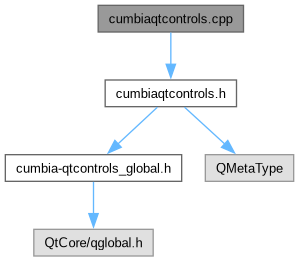 cumbiaqtcontrols.cpp
cumbiaqtcontrols.h
cumbia-qtcontrols_global.h
QMetaType
QtCore/qglobal.h